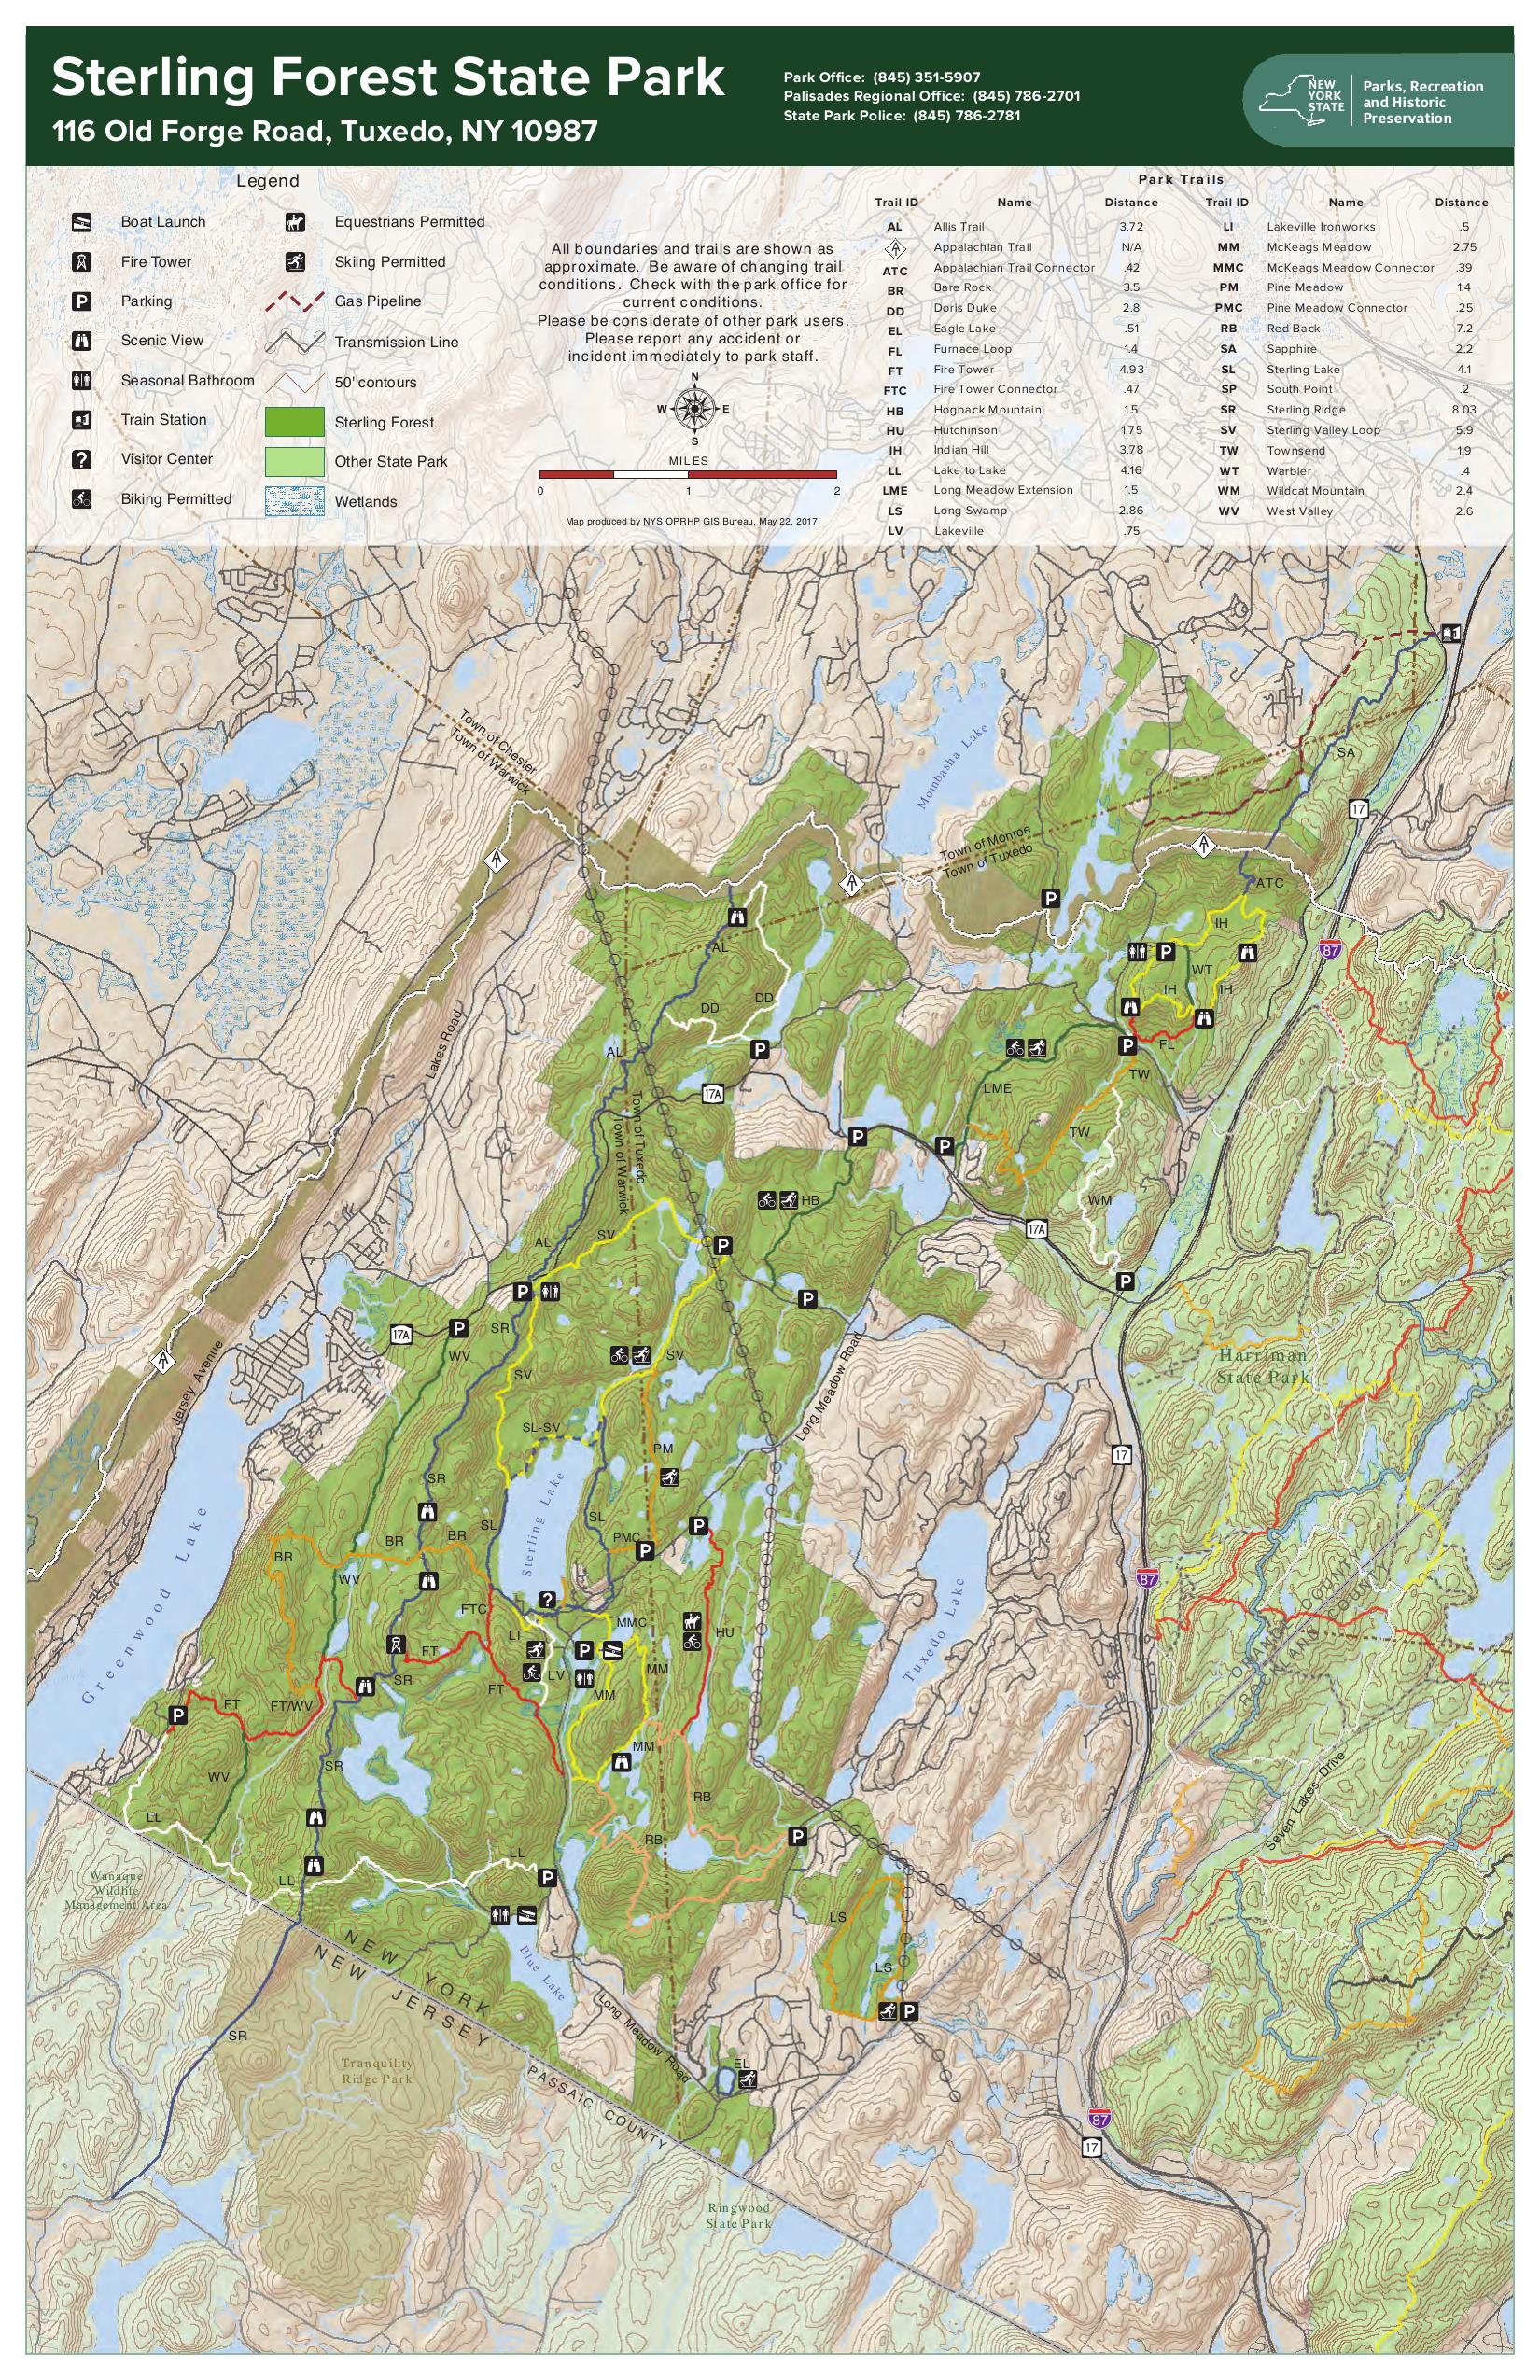 Sterling Forest State Park
116 Old Forge Road, Tuxedo, NY 10987
Park Office: (845) 351-5907
Palisades Regional Office: (845) 786-2701
State Park Police: (845) 786-2781
NEW
YORK
STATE
Parks, Recreation
and Historic
Preservation
Legend
Boat Launch
Fire Tower
Parking
Scenic View
Seasonal Bathroom
Train Station
Visitor Center
Biking Permitted
Equestrians Permitted
Skiing Permitted
Gas Pipeline
Transmission Line
50' contours
Sterling Forest
Other State Park
Wetlands
All boundaries and trails are shown as
approximate. Be aware of changing trail
conditions. Check with the park office for
current conditions.
Please be considerate of other park users.
Please report any accident or
incident immediately to park staff.
N
W E
S
MILES
0 1 2
Map produced by NYS OPRHP GIS Bureau, May 22, 2017.
Park Trails
Trail ID Name Distance Trail ID Name Distance
AL Allis Trail 3.72 LI Lakeville Ironworks .5
Appalachian Trail N/A MM McKeags Meadow 2.75
ATC Appalachian Trail Connector .42 MMC McKeags Meadow Connector .39
BR Bare Rock 3.5 PM Pine Meadow 1.4
DD Doris Duke 2.8 PMC Pine Meadow Connector .25
EL Eagle Lake .51 RB Red Back 7.2
FL Furnace Loop 1.4 SA Sapphire 2.2
FT Fire Tower 4.93 SL Sterling Lake 4.1
FTC Fire Tower Connector .47 SP South Point .2
HB Hogback Mountain 1.5 SR Sterling Ridge 8.03
HU Hutchinson 1.75 SV Sterling Valley Loop 5.9
IH Indian Hill 3.78 TW Townsend 1.9
LL Lake to Lake 4.16 WT Warbler .4
LME Long Meadow Extension 1.5 WM Wildcat Mountain 2.4
LS Long Swamp 2.86 WV West Valley 2.6
LV Lakeville .75
Town of Chester
Town of Warwick
Mombasha Lake
SA
17
Town of Monroe
Town of Tuxedo
P
ATC
IH
87
AL
P
WT
IH
IH
DD
DD
Lakes Road
P
P
FL
AL
TW
LME
17A
Town of Tuxedo
Town of Warwick
P
P
TW
HB
WM
17A
SV
AL
P
P
P
P
17A
P
SR
WV
SV
SV
Harriman
State Park
Jersey Avenue
Long Meadow Road
SL-SV
PM
17
SR
Greenwood Lake
Sterling Lake
SL
SL
P
BR
BR
BR
PMC
P
WV
87
Tuxedo Lake
FTC
LI
MMC
HU
FT
P
SR
LV
MM
FT
MM
ORANGE COUNTY
ROCKLAND COUNTY
P
FT
FT/WV
MM
SR
WV
RB
Seven Lakes Drive
LL
RB
P
LL
LL
P
Wanaque
Wildlife
Management Area
LS
NEW YORK
NEW JERSEY
Blue Lake
LS
P
Long Meadow Road
SR
Tranquility
Ridge Park
EL
PASSAIC COUNTY
87
17
Ringwood
State Park